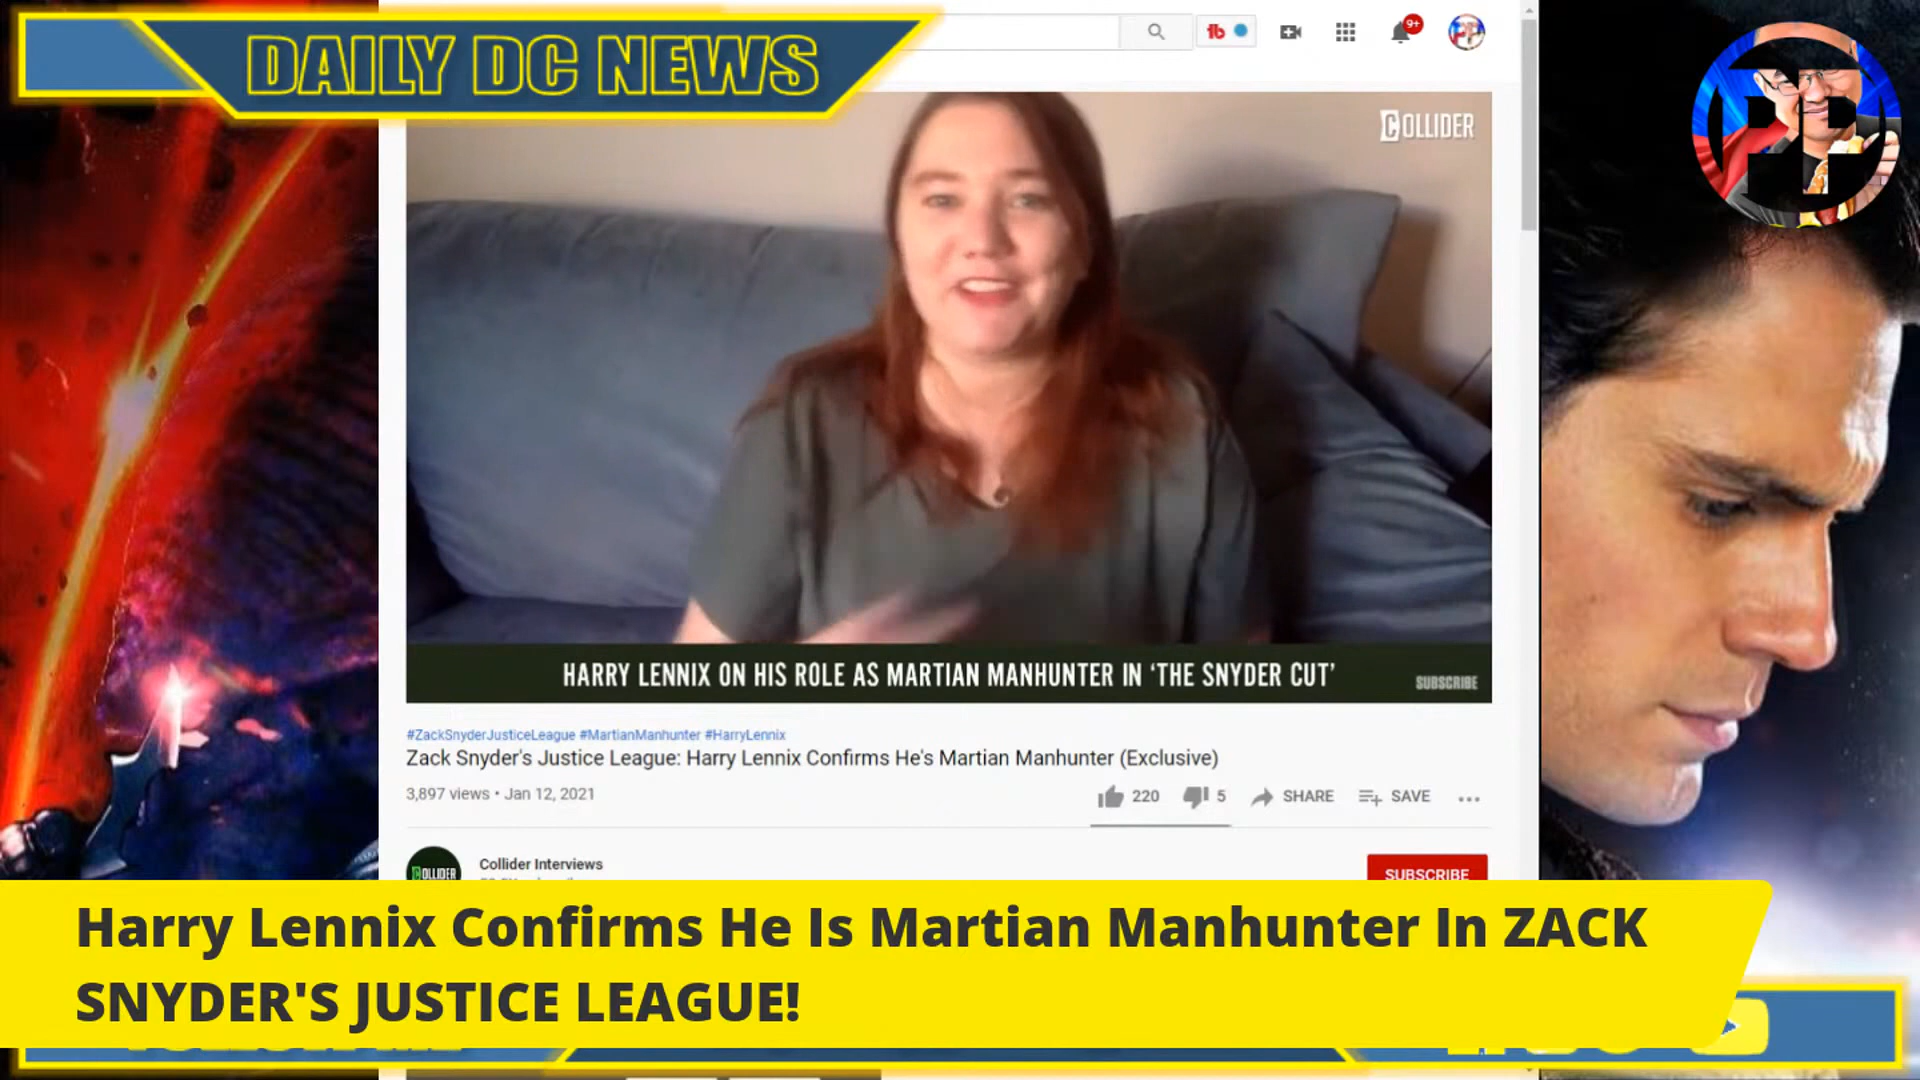 DAILY DC NEWS
9+
COLLIDER
HARRY LENNIX ON HIS ROLE AS MARTIAN MANHUNTER IN ‘THE SNYDER CUT’
SUBSCRIBE
#ZackSnyderJusticeLeague #MartianManhunter #HarryLennix
Zack Snyder's Justice League: Harry Lennix Confirms He's Martian Manhunter (Exclusive)
3,897 views • Jan 12, 2021
220 5 SHARE SAVE
COLLIDER
Collider Interviews
SUBSCRIBE
Harry Lennix Confirms He Is Martian Manhunter In ZACK
SNYDER'S JUSTICE LEAGUE!